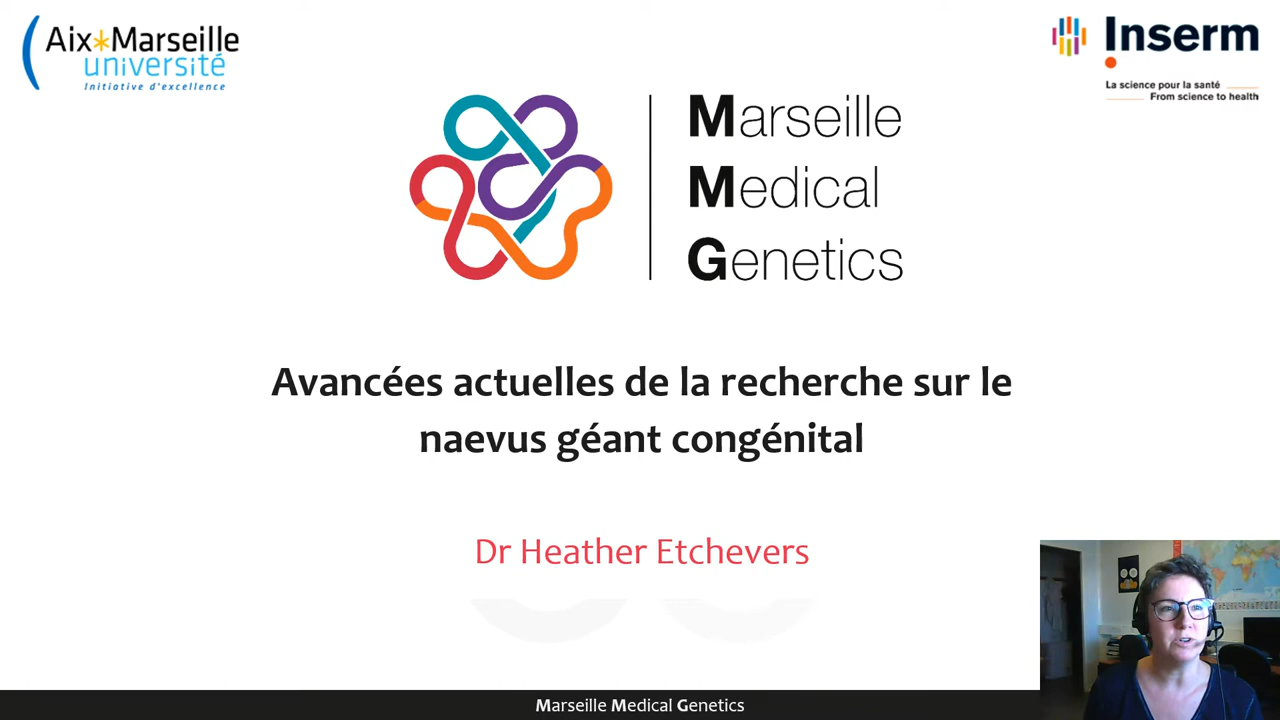 Aix*Marseille
université
Initiative d'excellence
Inserm
La science pour la santé
From science to health
Marseille
Medical
Genetics
Avancées actuelles de la recherche sur le
naevus géant congénital
Dr Heather Etchevers
Marseille Medical Genetics